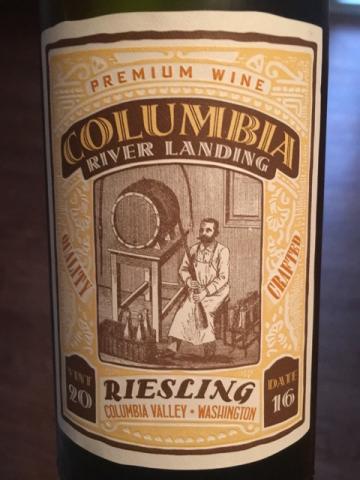 PREMIUM WINE
COLUMBIA
RIVER LANDING
QUALITY
CRAFTED
VINT DATE
20 16
RIESLING
COLUMBIA VALLEY • WASHINGTON